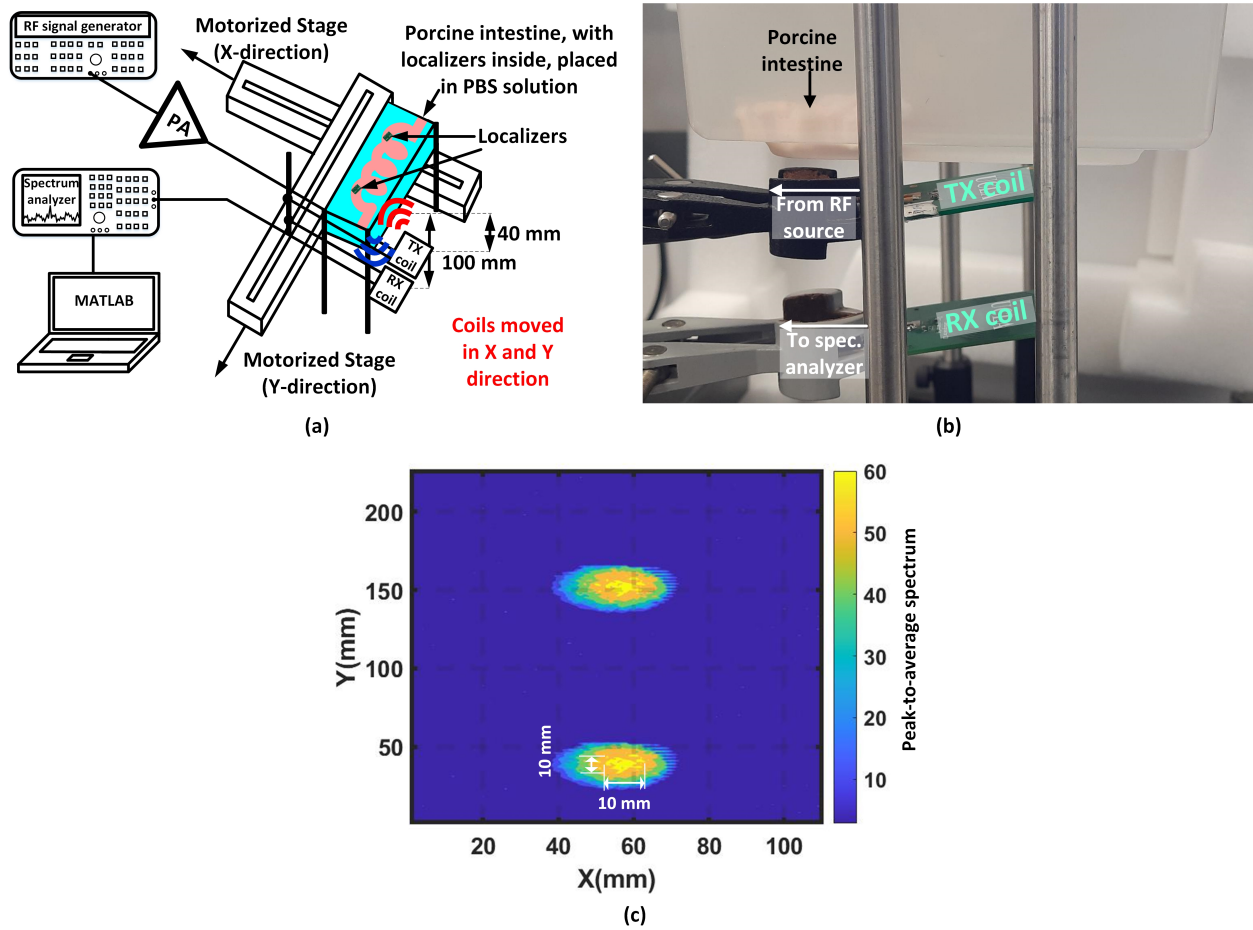 RF signal generator
Motorized Stage
(X-direction)
Porcine intestine, with
localizers inside, placed
in PBS solution
PA
Localizers
Spectrum
analyzer
40 mm
TX
coil
100 mm
RX
coil
MATLAB
Coils moved
in X and Y
direction
Motorized Stage
(Y-direction)
(a)
Porcine
intestine
TX coil
From RF
source
RX coil
To spec.
analyzer
(b)
200
150
100
50
Y(mm)
10 mm
10 mm
20
40
60
80
100
X(mm)
60
50
40
30
20
10
Peak-to-average spectrum
(c)